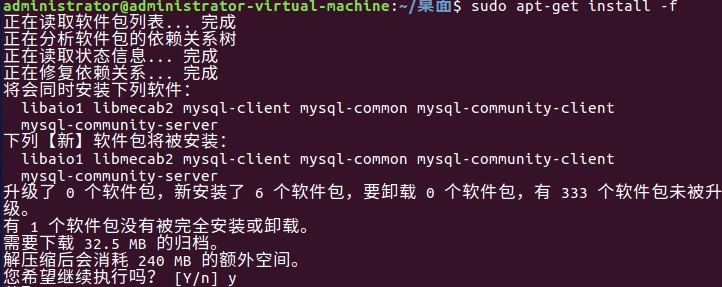 administrator@administrator-virtual-machine:~/桌面$ sudo apt-get install -f
正在读取软件包列表... 完成
正在分析软件包的依赖关系树
正在读取状态信息... 完成
正在修复依赖关系... 完成
将会同时安装下列软件：
  libaio1 libmecab2 mysql-client mysql-common mysql-community-client
  mysql-community-server
下列【新】软件包将被安装：
  libaio1 libmecab2 mysql-client mysql-common mysql-community-client
  mysql-community-server
升级了 0 个软件包，新安装了 6 个软件包，要卸载 0 个软件包，有 333 个软件包未被升
级。
有 1 个软件包没有被完全安装或卸载。
需要下载 32.5 MB 的归档。
解压缩后会消耗 240 MB 的额外空间。
您希望继续执行吗？ [Y/n] y